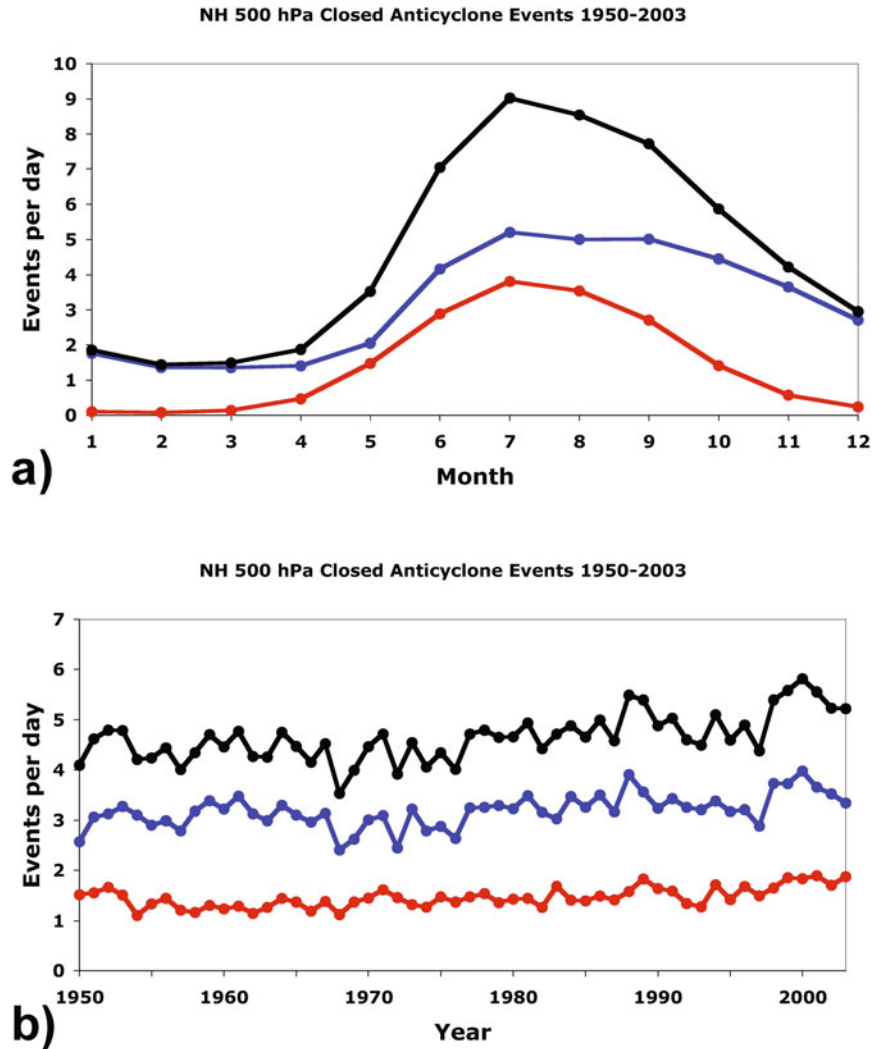 NH 500 hPa Closed Anticyclone Events 1950-2003
10
9
8
7
6
5
4
3
2
1
0
Events per day
1 2 3 4 5 6 7 8 9 10 11 12
Month
a)
NH 500 hPa Closed Anticyclone Events 1950-2003
7
6
5
4
3
2
1
0
Events per day
1950 1960 1970 1980 1990 2000
Year
b)